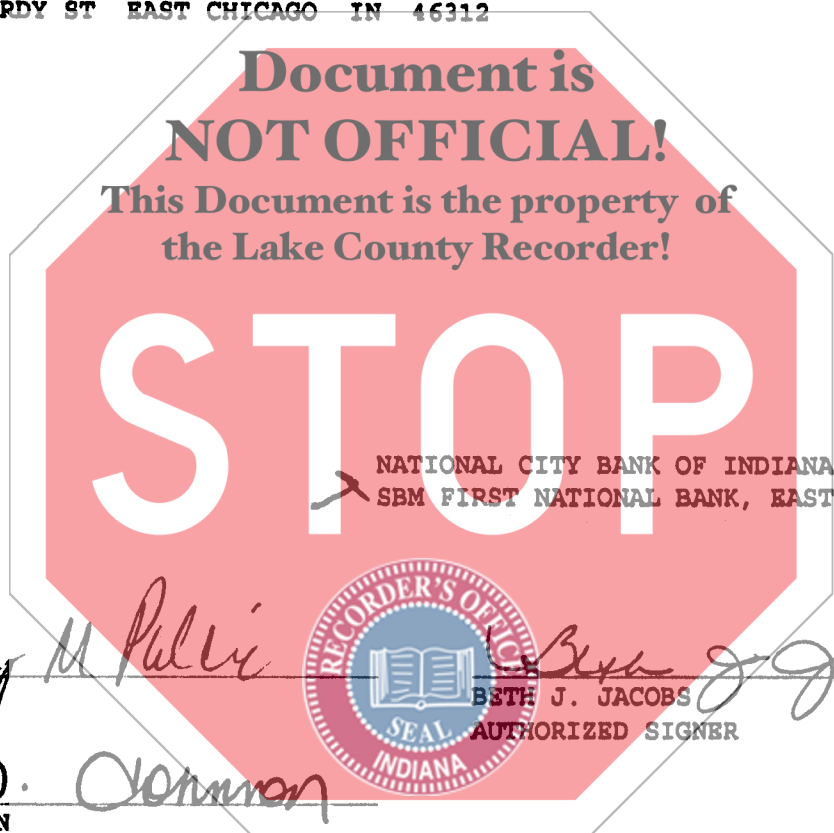 RDY ST EAST CHICAGO IN 46312
Document is
NOT OFFICIAL!
This Document is the property of
the Lake County Recorder!
STOP
NATIONAL CITY BANK OF INDIANA
SBM FIRST NATIONAL BANK, EAST
M
RECORDER'S OFFICE
BETH J. JACOBS
SEAL
AUTHORIZED SIGNER
INDIANA
D. Johnson
N